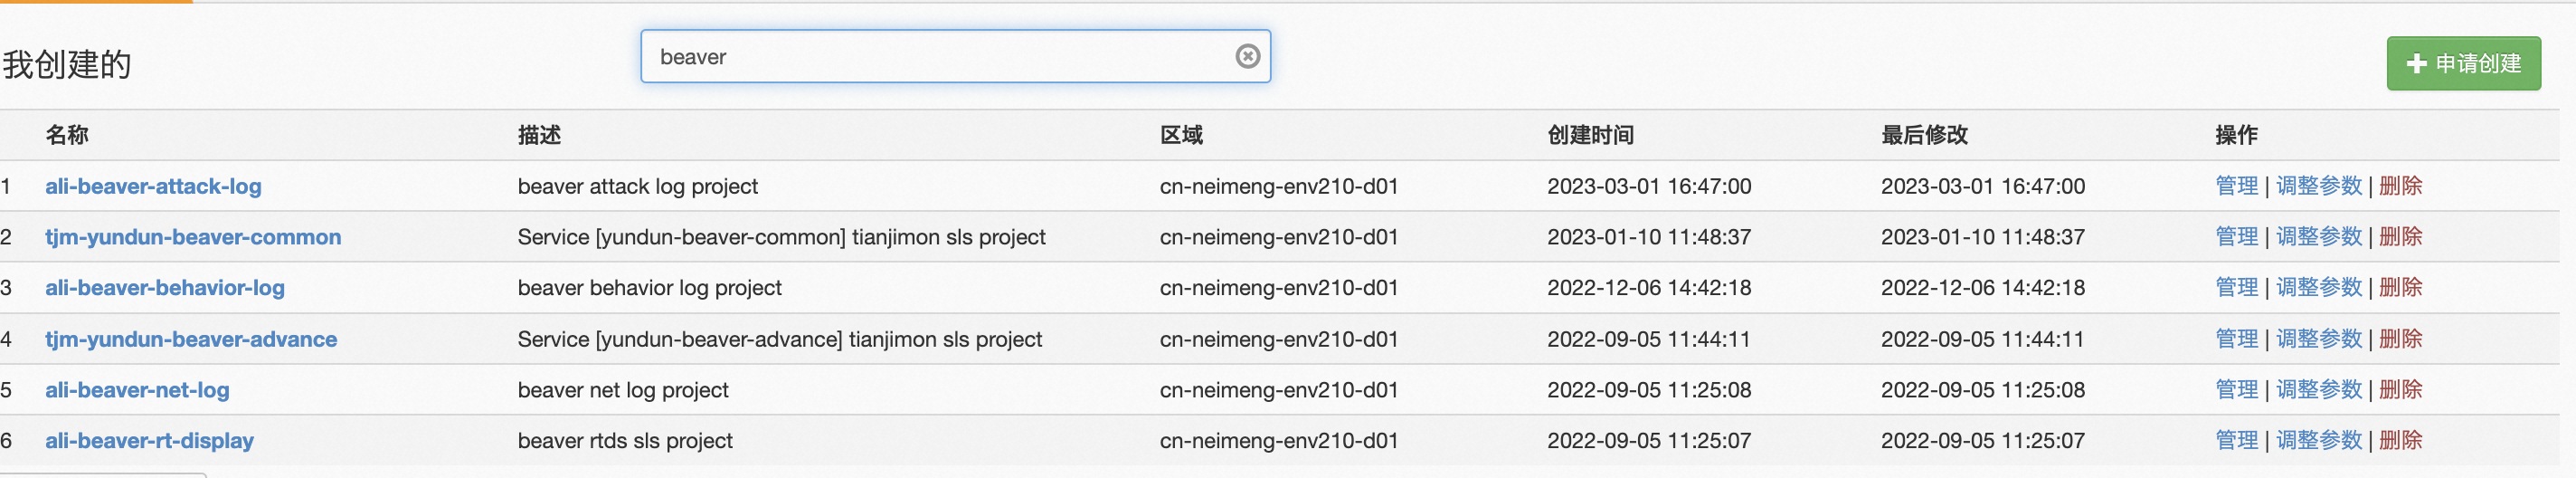 我创建的
beaver
申请创建
名称 描述 区域 创建时间 最后修改 操作
1 ali-beaver-attack-log beaver attack log project cn-neimeng-env210-d01 2023-03-01 16:47:00 2023-03-01 16:47:00 管理 | 调整参数 | 删除
2 tjm-yundun-beaver-common Service [yundun-beaver-common] tianjimon sls project cn-neimeng-env210-d01 2023-01-10 11:48:37 2023-01-10 11:48:37 管理 | 调整参数 | 删除
3 ali-beaver-behavior-log beaver behavior log project cn-neimeng-env210-d01 2022-12-06 14:42:18 2022-12-06 14:42:18 管理 | 调整参数 | 删除
4 tjm-yundun-beaver-advance Service [yundun-beaver-advance] tianjimon sls project cn-neimeng-env210-d01 2022-09-05 11:44:11 2022-09-05 11:44:11 管理 | 调整参数 | 删除
5 ali-beaver-net-log beaver net log project cn-neimeng-env210-d01 2022-09-05 11:25:08 2022-09-05 11:25:08 管理 | 调整参数 | 删除
6 ali-beaver-rt-display beaver rtds sls project cn-neimeng-env210-d01 2022-09-05 11:25:07 2022-09-05 11:25:07 管理 | 调整参数 | 删除